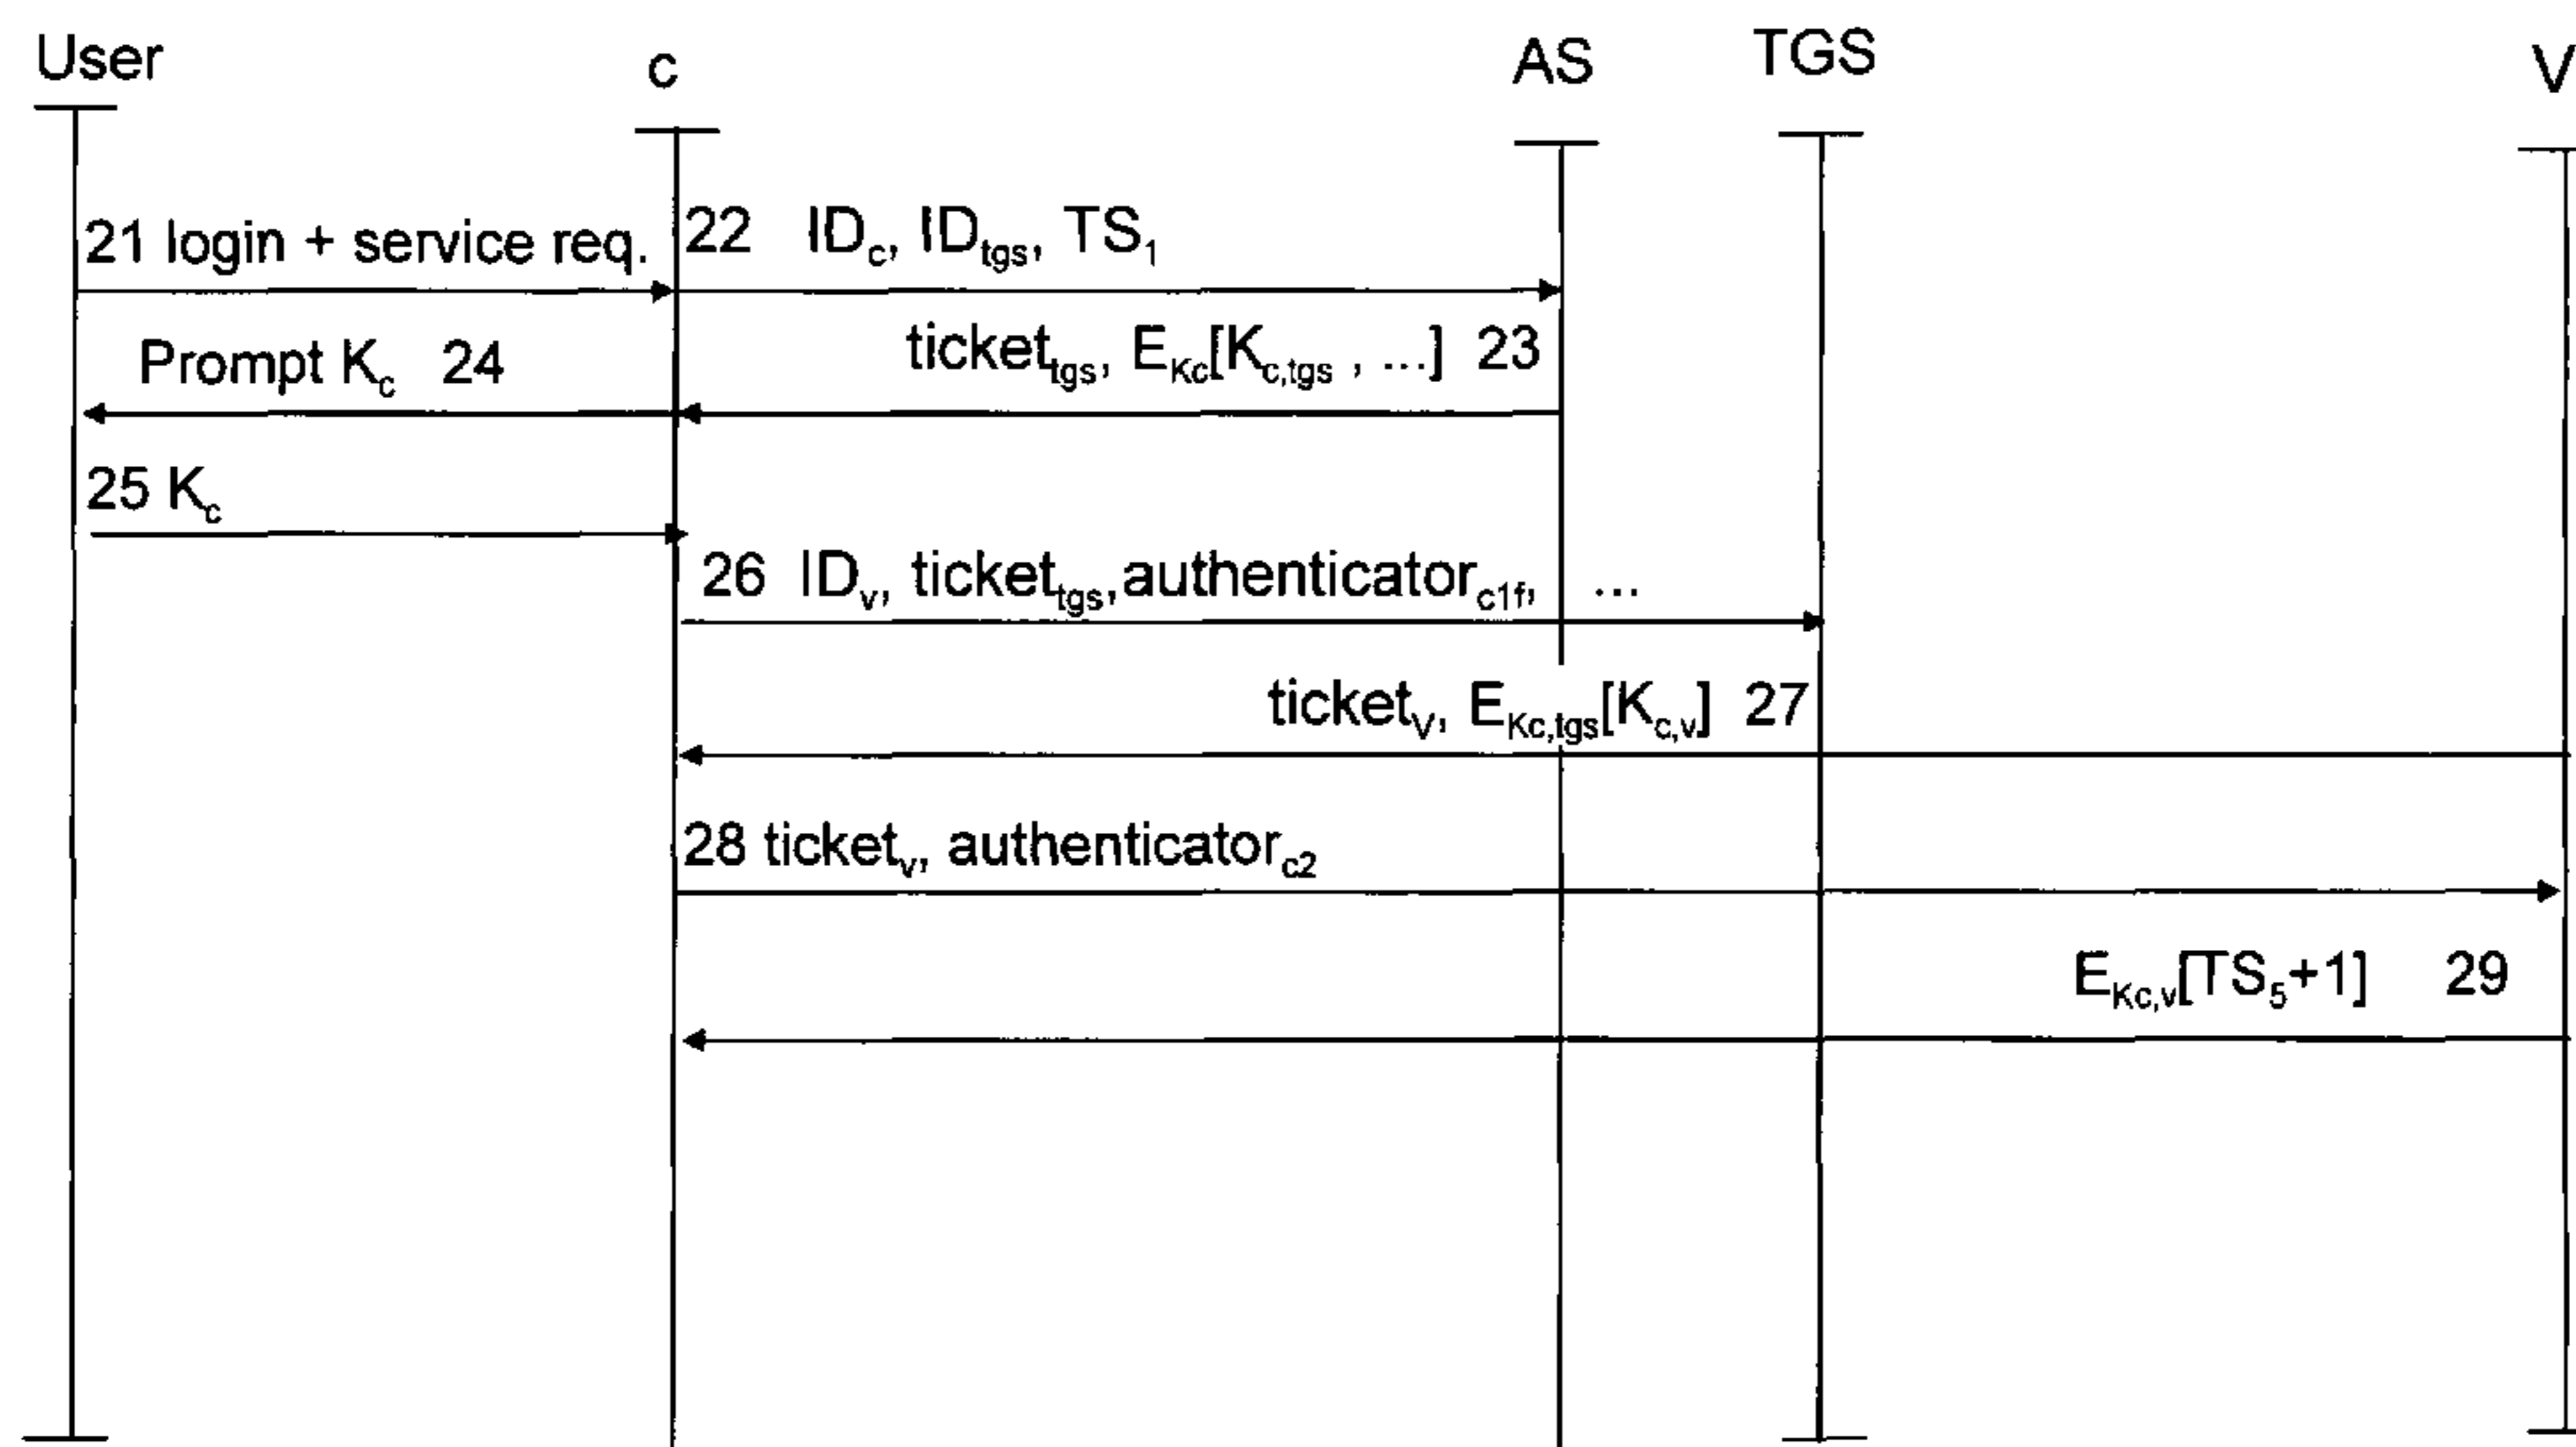 User c AS TGS V
21 login + service req. 22 ID_c, ID_tgs, TS_1
Prompt K_c 24 ticket_tgs, E_Kc[K_c,tgs , ...] 23
25 K_c
26 ID_v, ticket_tgs, authenticator_c1f, ...
ticket_V, E_Kc,tgs[K_c,v] 27
28 ticket_v, authenticator_c2
E_Kc,v[TS_5+1] 29